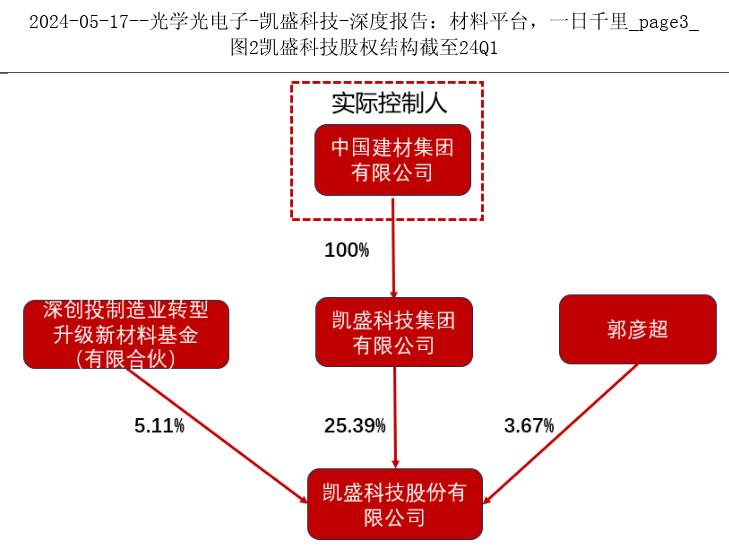 2024-05-17--光学光电子-凯盛科技-深度报告：材料平台，一日千里_page3_
图2凯盛科技股权结构截至24Q1
实际控制人
中国建材集团
有限公司
100%
深创投制造业转型
升级新材料基金
（有限合伙）
凯盛科技集团
有限公司
郭彦超
5.11%
25.39%
3.67%
凯盛科技股份有
限公司